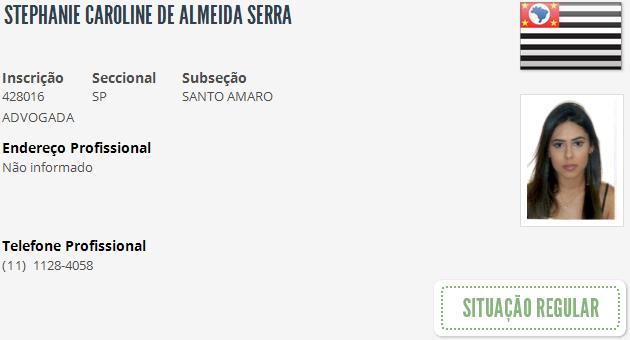 STEPHANIE CAROLINE DE ALMEIDA SERRA
Inscrição Seccional Subseção
428016 SP SANTO AMARO
ADVOGADA
Endereço Profissional
Não informado
Telefone Profissional
(11) 1128-4058
SITUAÇÃO REGULAR